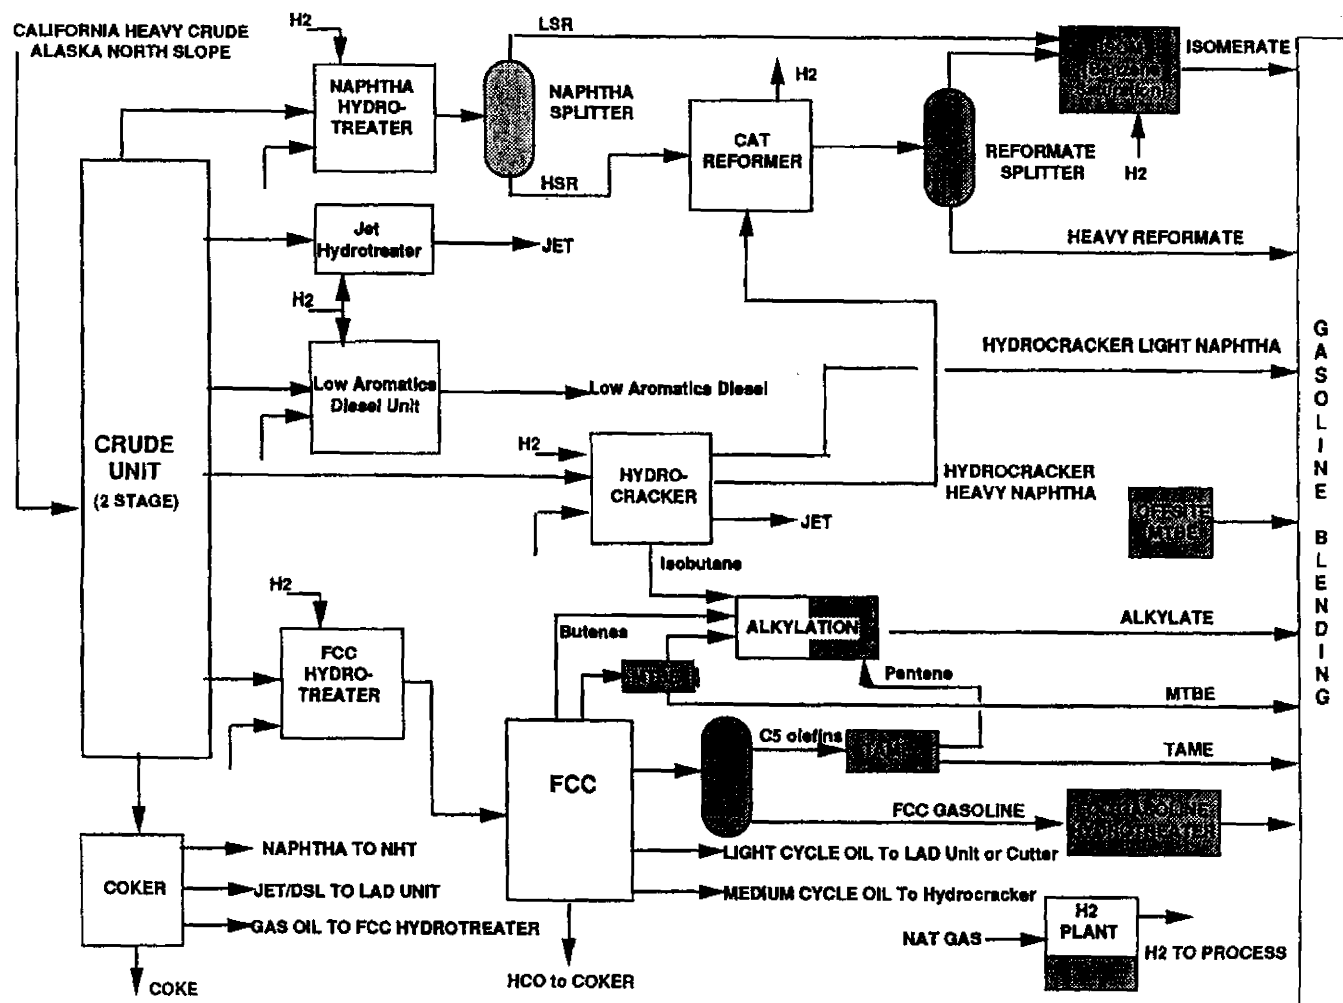 CALIFORNIA HEAVY CRUDE
ALASKA NORTH SLOPE
H2
NAPHTHA
HYDRO-
TREATER
LSR
NAPHTHA
SPLITTER
HSR
H2
CAT
REFORMER
REFORMATE
SPLITTER
ISOMERATE
H2
HEAVY REFORMATE
Jet
Hydrotreater
JET
H2
Low Aromatics
Diesel Unit
Low Aromatics Diesel
HYDROCRACKER LIGHT NAPHTHA
CRUDE
UNIT
(2 STAGE)
H2
HYDRO-
CRACKER
HYDROCRACKER
HEAVY NAPHTHA
JET
Isobutane
OFFSITE
MTBE
GASOLINE BLENDING
H2
FCC
HYDRO-
TREATER
Butenes
ALKYLATION
ALKYLATE
Pentene
MTBE
MTBE
C5 olefins
TAME
TAME
FCC
FCC GASOLINE
HYDROTREATER
LIGHT CYCLE OIL To LAD Unit or Cutter
MEDIUM CYCLE OIL To Hydrocracker
HCO to COKER
COKER
NAPHTHA TO NHT
JET/DSL TO LAD UNIT
GAS OIL TO FCC HYDROTREATER
COKE
NAT GAS
H2
PLANT
H2 TO PROCESS